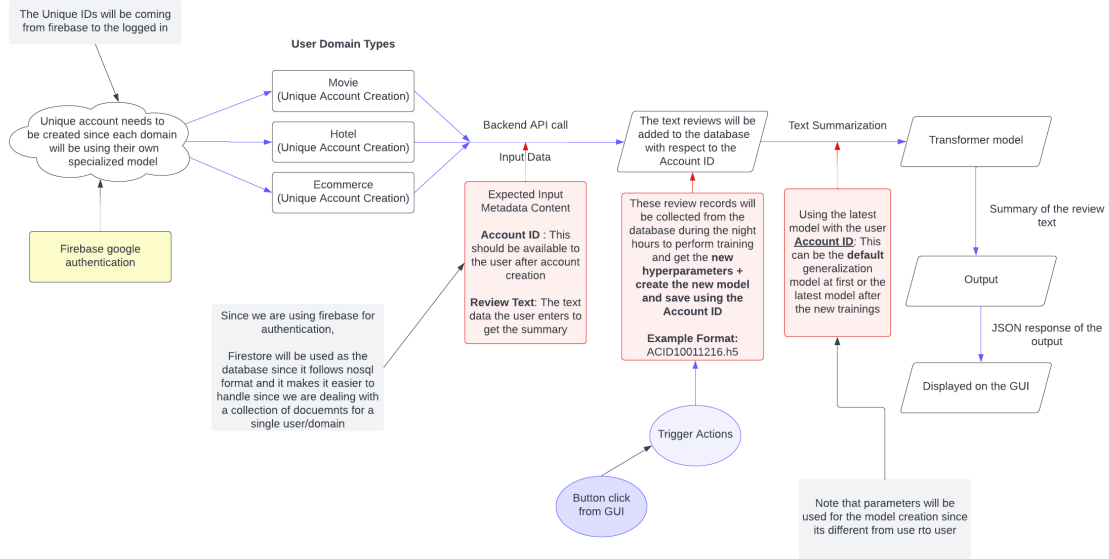 The Unique IDs will be coming
from firebase to the logged in
User Domain Types
Unique account needs to
be created since each domain
will be using their own
specialized model
Firebase google
authentication
Movie
(Unique Account Creation)
Hotel
(Unique Account Creation)
Ecommerce
(Unique Account Creation)
Backend API call
Input Data
Expected Input
Metadata Content
Account ID : This
should be available to
the user after account
creation
Review Text: The text
data the user enters to
get the summary
Since we are using firebase for
authentication,
Firestore will be used as the
database since it follows nosql
format and it makes it easier to
handle since we are dealing with
a collection of docuemnts for a
single user/domain
The text reviews will be
added to the database
with respect to the
Account ID
These review records will
be collected from the
database during the night
hours to perform training
and get the new
hyperparameters +
create the new model
and save using the
Account ID
Example Format:
ACID10011216.h5
Trigger Actions
Button click
from GUI
Text Summarization
Using the latest
model with the user
Account ID: This
can be the default
generalization
model at first or the
latest model after
the new trainings
Note that parameters will be
used for the model creation since
its different from use rto user
Transformer model
Summary of the review
text
Output
JSON response of the
output
Displayed on the GUI